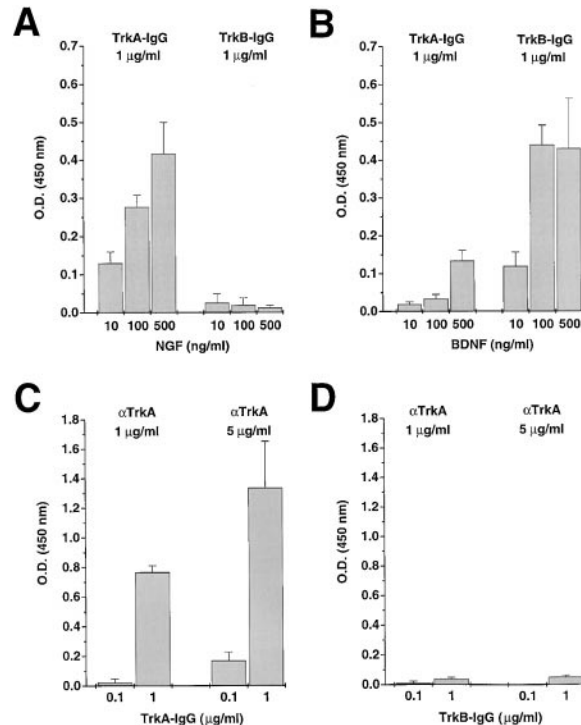 A
TrkA-IgG TrkB-IgG
1 µg/ml 1 µg/ml
0.7
0.6
0.5
0.4
0.3
0.2
0.1
0.0
O.D. (450 nm)
10 100 500 10 100 500
NGF (ng/ml)
B
TrkA-IgG TrkB-IgG
1 µg/ml 1 µg/ml
0.7
0.6
0.5
0.4
0.3
0.2
0.1
0.0
O.D. (450 nm)
10 100 500 10 100 500
BDNF (ng/ml)
C
αTrkA αTrkA
1 µg/ml 5 µg/ml
1.8
1.6
1.4
1.2
1.0
0.8
0.6
0.4
0.2
0.0
O.D. (450 nm)
0.1 1 0.1 1
TrkA-IgG (µg/ml)
D
αTrkA αTrkA
1 µg/ml 5 µg/ml
1.8
1.6
1.4
1.2
1.0
0.8
0.6
0.4
0.2
0.0
O.D. (450 nm)
0.1 1 0.1 1
TrkB-IgG (µg/ml)